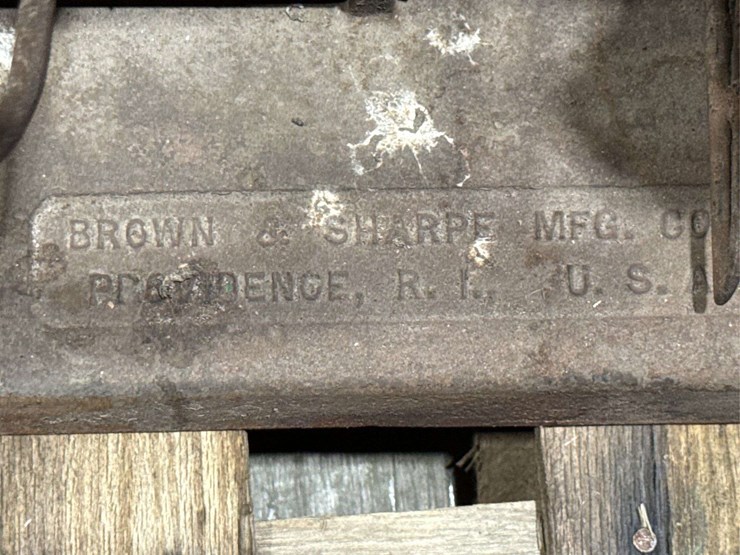 BROWN & SHARPE MFG. CO
PROVIDENCE, R. I., U. S. A